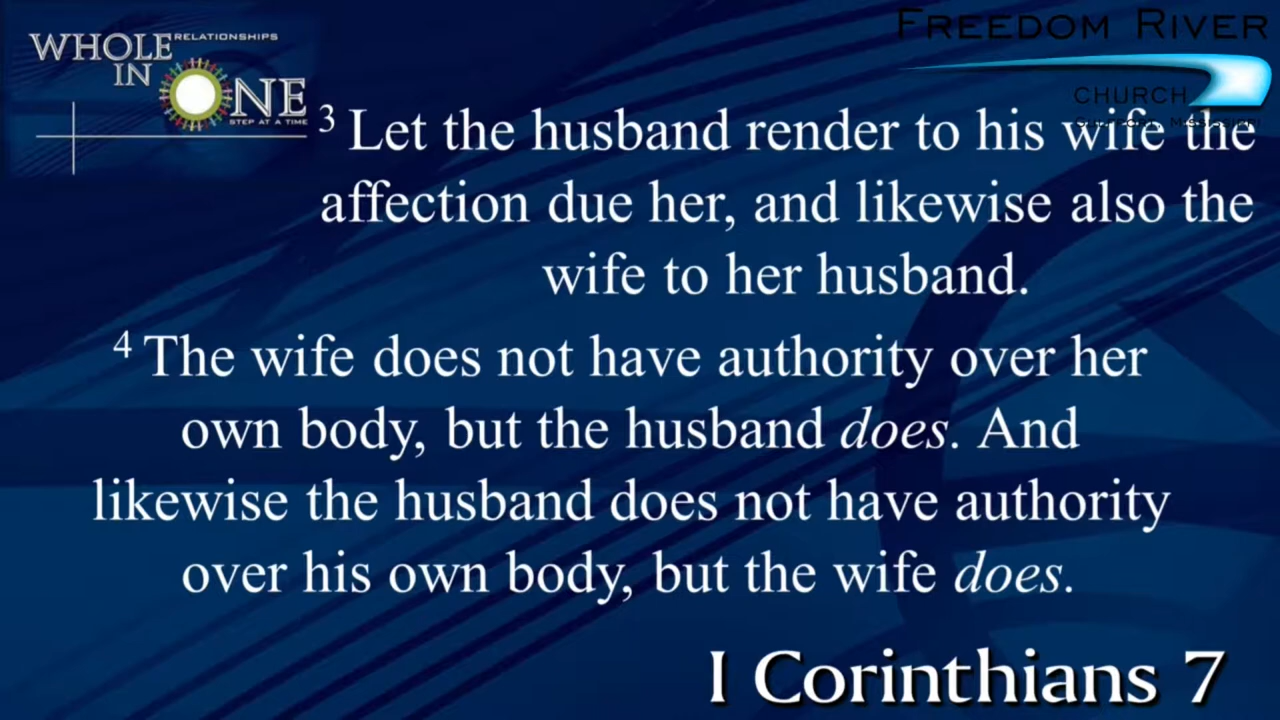 WHOLE RELATIONSHIPS
IN ONE
STEP AT A TIME
FREEDOM RIVER
CHURCH
MISSISSIPPI
3 Let the husband render to his wife the
affection due her, and likewise also the
wife to her husband.
4 The wife does not have authority over her
own body, but the husband does. And
likewise the husband does not have authority
over his own body, but the wife does.
I Corinthians 7